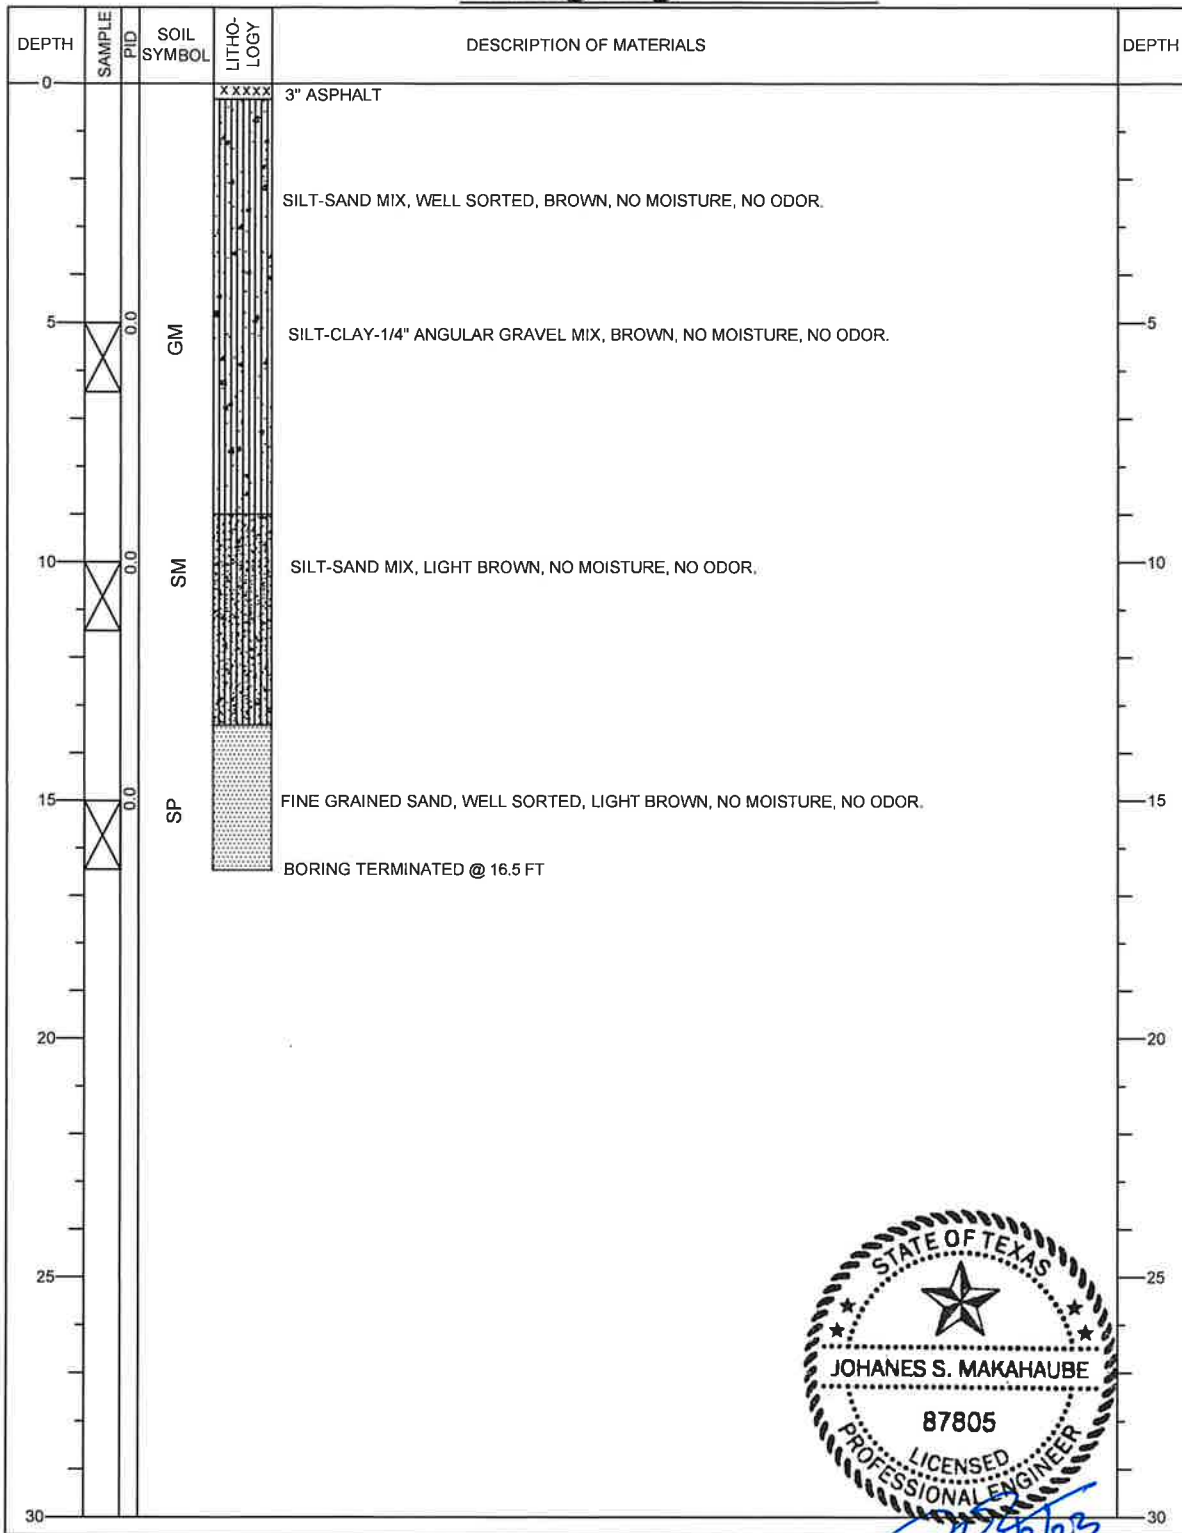 DEPTH SAMPLE PID SOIL SYMBOL LITHO-LOGY DESCRIPTION OF MATERIALS DEPTH
0
X XXXXX 3" ASPHALT
SILT-SAND MIX, WELL SORTED, BROWN, NO MOISTURE, NO ODOR.
5 0.0 GM SILT-CLAY-1/4" ANGULAR GRAVEL MIX, BROWN, NO MOISTURE, NO ODOR. 5
10 0.0 SM SILT-SAND MIX, LIGHT BROWN, NO MOISTURE, NO ODOR. 10
15 0.0 SP FINE GRAINED SAND, WELL SORTED, LIGHT BROWN, NO MOISTURE, NO ODOR. 15
BORING TERMINATED @ 16.5 FT
20 20
25 25
STATE OF TEXAS
JOHANES S. MAKAHAUBE
87805
LICENSED
PROFESSIONAL ENGINEER
30 30